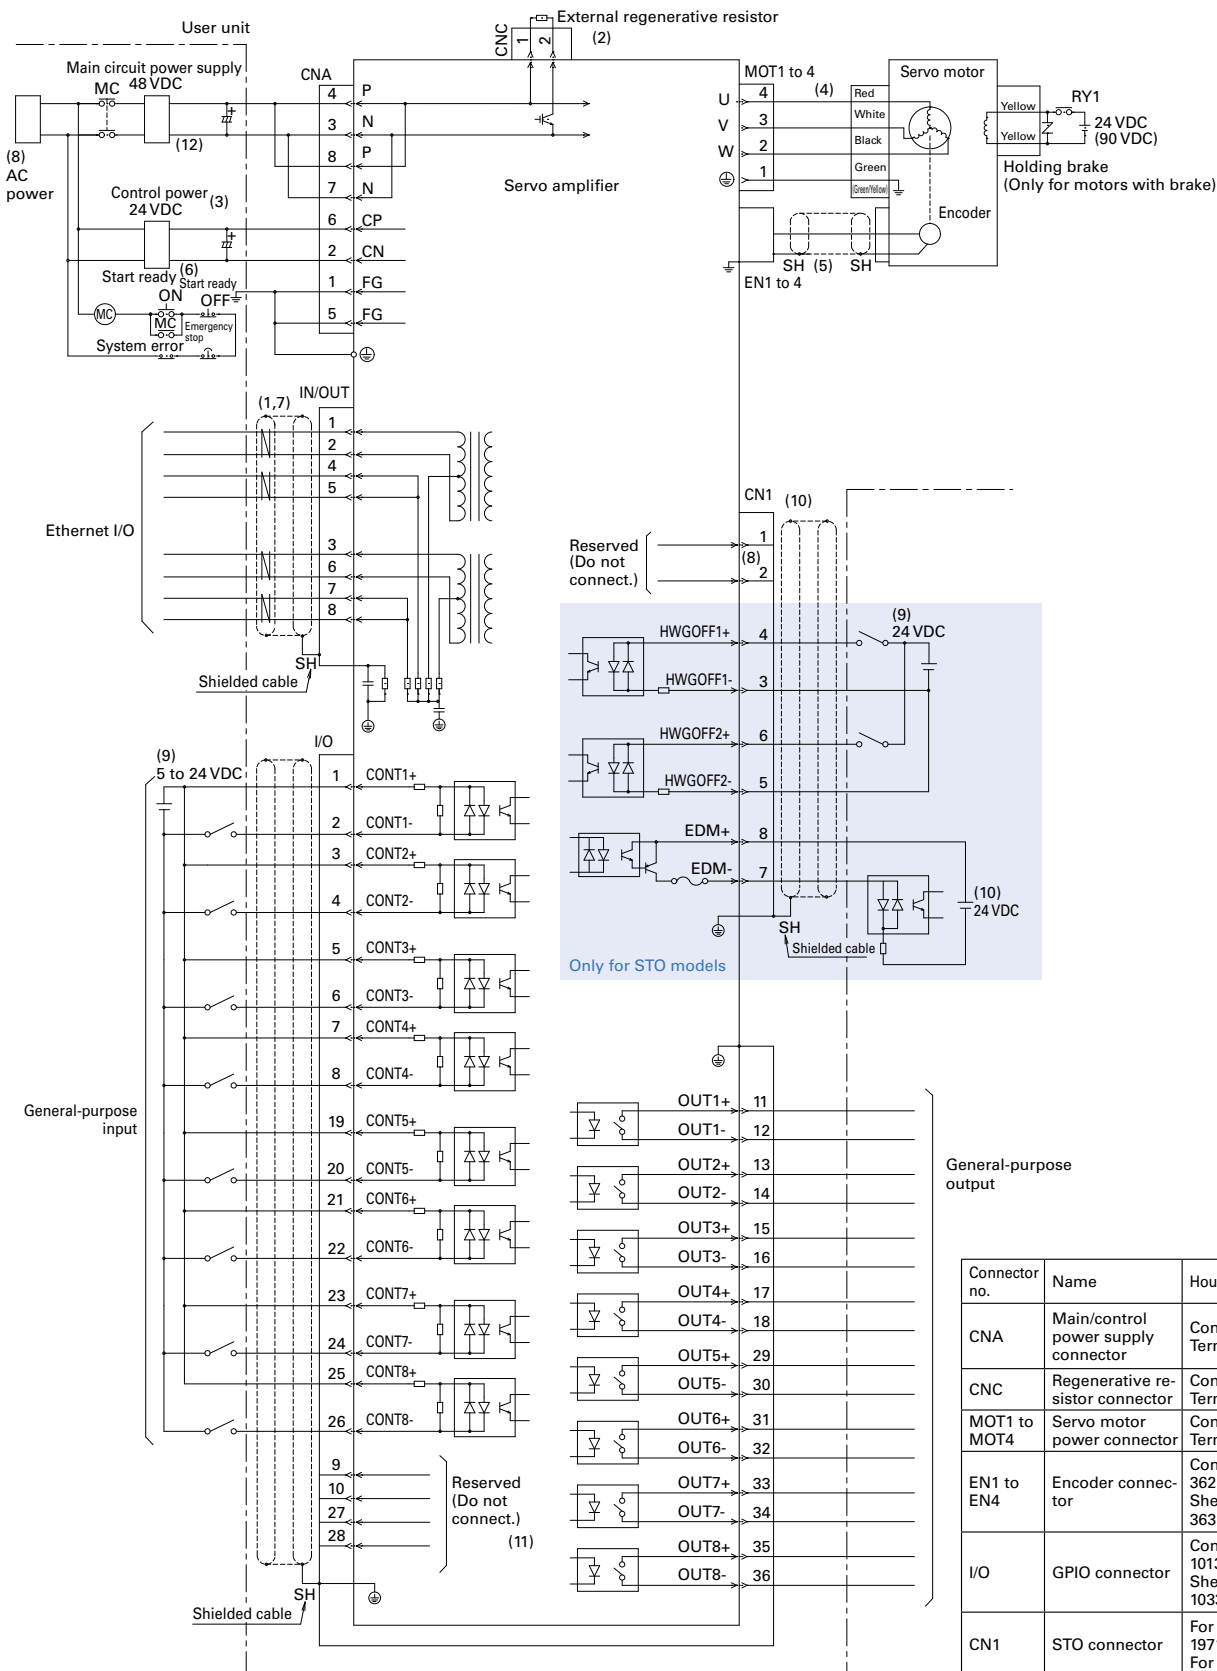 External regenerative resistor
(2)
CNC
1
2
User unit
Main circuit power supply
48 VDC
MC
(12)
(8)
AC
power
Control power
(3)
24 VDC
(6)
Start ready
Start ready
ON
OFF
MC
MC
Emergency
stop
System error
CNA
4 P
3 N
8 P
7 N
6 CP
2 CN
1 FG
5 FG
Servo amplifier
MOT1 to 4
U 4 (4) Red
V 3 White
W 2 Black
1 Green
(Green/Yellow)
Servo motor
Encoder
SH (5) SH
EN1 to 4
Yellow
Yellow
RY1
24 VDC
(90 VDC)
Holding brake
(Only for motors with brake)
IN/OUT
(1,7)
1
2
4
5
Ethernet I/O
3
6
7
8
SH
Shielded cable
I/O
(9)
5 to 24 VDC
1 CONT1+
2 CONT1-
3 CONT2+
4 CONT2-
5 CONT3+
6 CONT3-
7 CONT4+
8 CONT4-
General-purpose
input
19 CONT5+
20 CONT5-
21 CONT6+
22 CONT6-
23 CONT7+
24 CONT7-
25 CONT8+
26 CONT8-
9
10
27
28
Reserved
(Do not
connect.)
(11)
SH
Shielded cable
CN1
(10)
Reserved
(Do not
connect.)
1
(8)
2
(9)
24 VDC
HWGOFF1+ 4
HWGOFF1- 3
HWGOFF2+ 6
HWGOFF2- 5
EDM+ 8
EDM- 7
(10)
24 VDC
SH
Shielded cable
Only for STO models
OUT1+ 11
OUT1- 12
OUT2+ 13
OUT2- 14
OUT3+ 15
OUT3- 16
OUT4+ 17
OUT4- 18
OUT5+ 29
OUT5- 30
OUT6+ 31
OUT6- 32
OUT7+ 33
OUT7- 34
OUT8+ 35
OUT8- 36
General-purpose
output
Connector
no.
Name
CNA
Main/control
power supply
connector
CNC
Regenerative re-
sistor connector
MOT1 to
MOT4
Servo motor
power connector
EN1 to
EN4
Encoder connec-
tor
362
363
I/O
GPIO connector
1013
103
CN1
STO connector
For
197
For